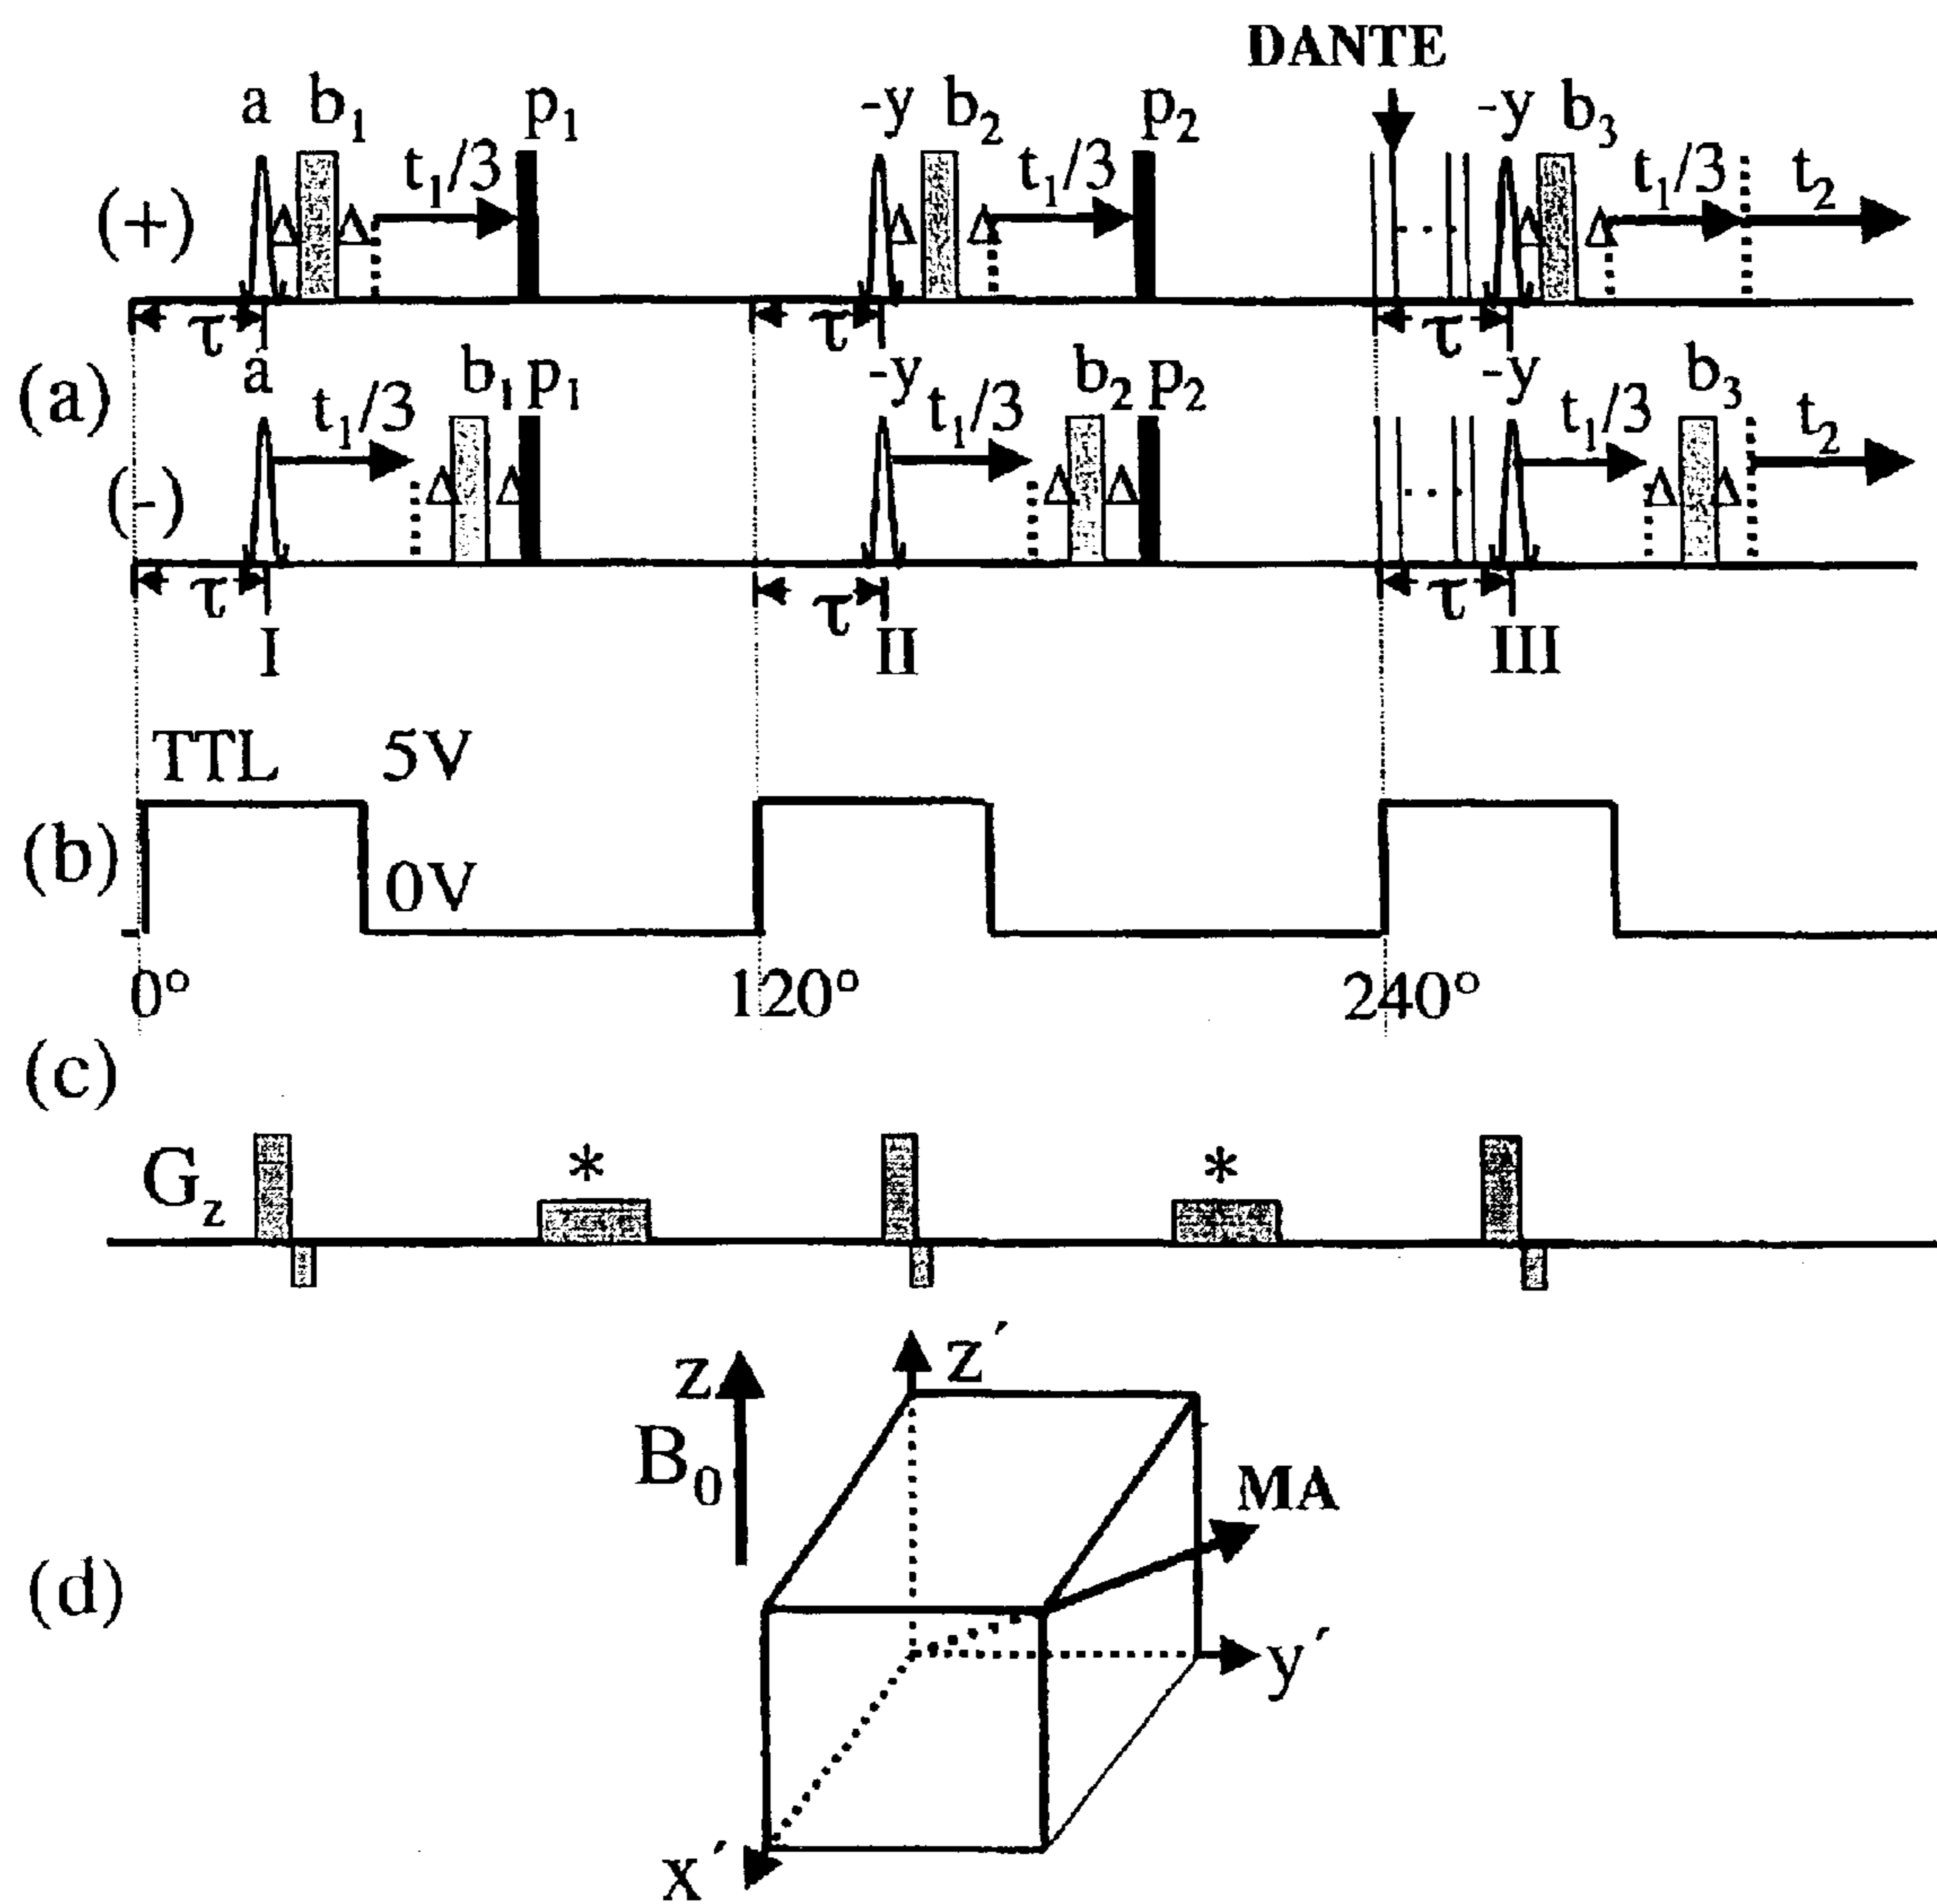 DANTE
a b₁ p₁ -y b₂ p₂ -y b₃
(+) Δ Δ t₁/3 Δ Δ t₁/3 Δ Δ t₁/3 t₂
τ τ τ
(a)
a b₁ p₁ -y b₂ p₂ -y b₃
(-) t₁/3 Δ Δ t₁/3 Δ Δ t₁/3 Δ Δ t₂
τ τ τ
I II III
TTL 5V
(b)
0V
0° 120° 240°
(c)
G_z * *
z z´
B₀
MA
(d)
y´
x´